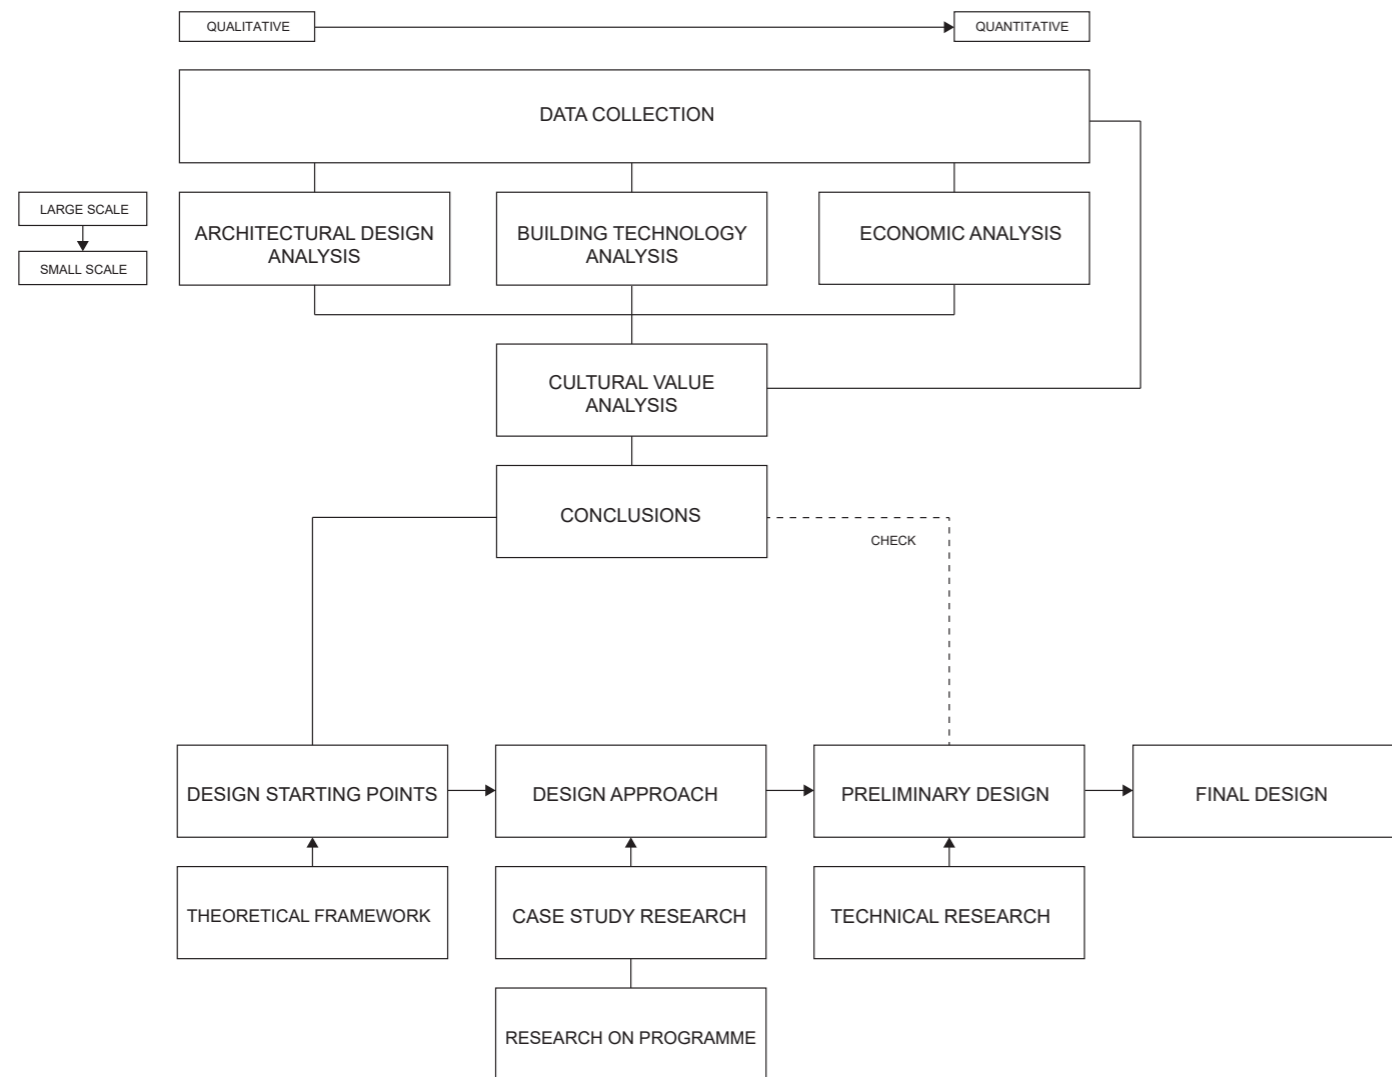 QUALITATIVE
QUANTITATIVE
DATA COLLECTION
LARGE SCALE
SMALL SCALE
ARCHITECTURAL DESIGN
ANALYSIS
BUILDING TECHNOLOGY
ANALYSIS
ECONOMIC ANALYSIS
CULTURAL VALUE
ANALYSIS
CONCLUSIONS
CHECK
DESIGN STARTING POINTS
DESIGN APPROACH
PRELIMINARY DESIGN
FINAL DESIGN
THEORETICAL FRAMEWORK
CASE STUDY RESEARCH
TECHNICAL RESEARCH
RESEARCH ON PROGRAMME